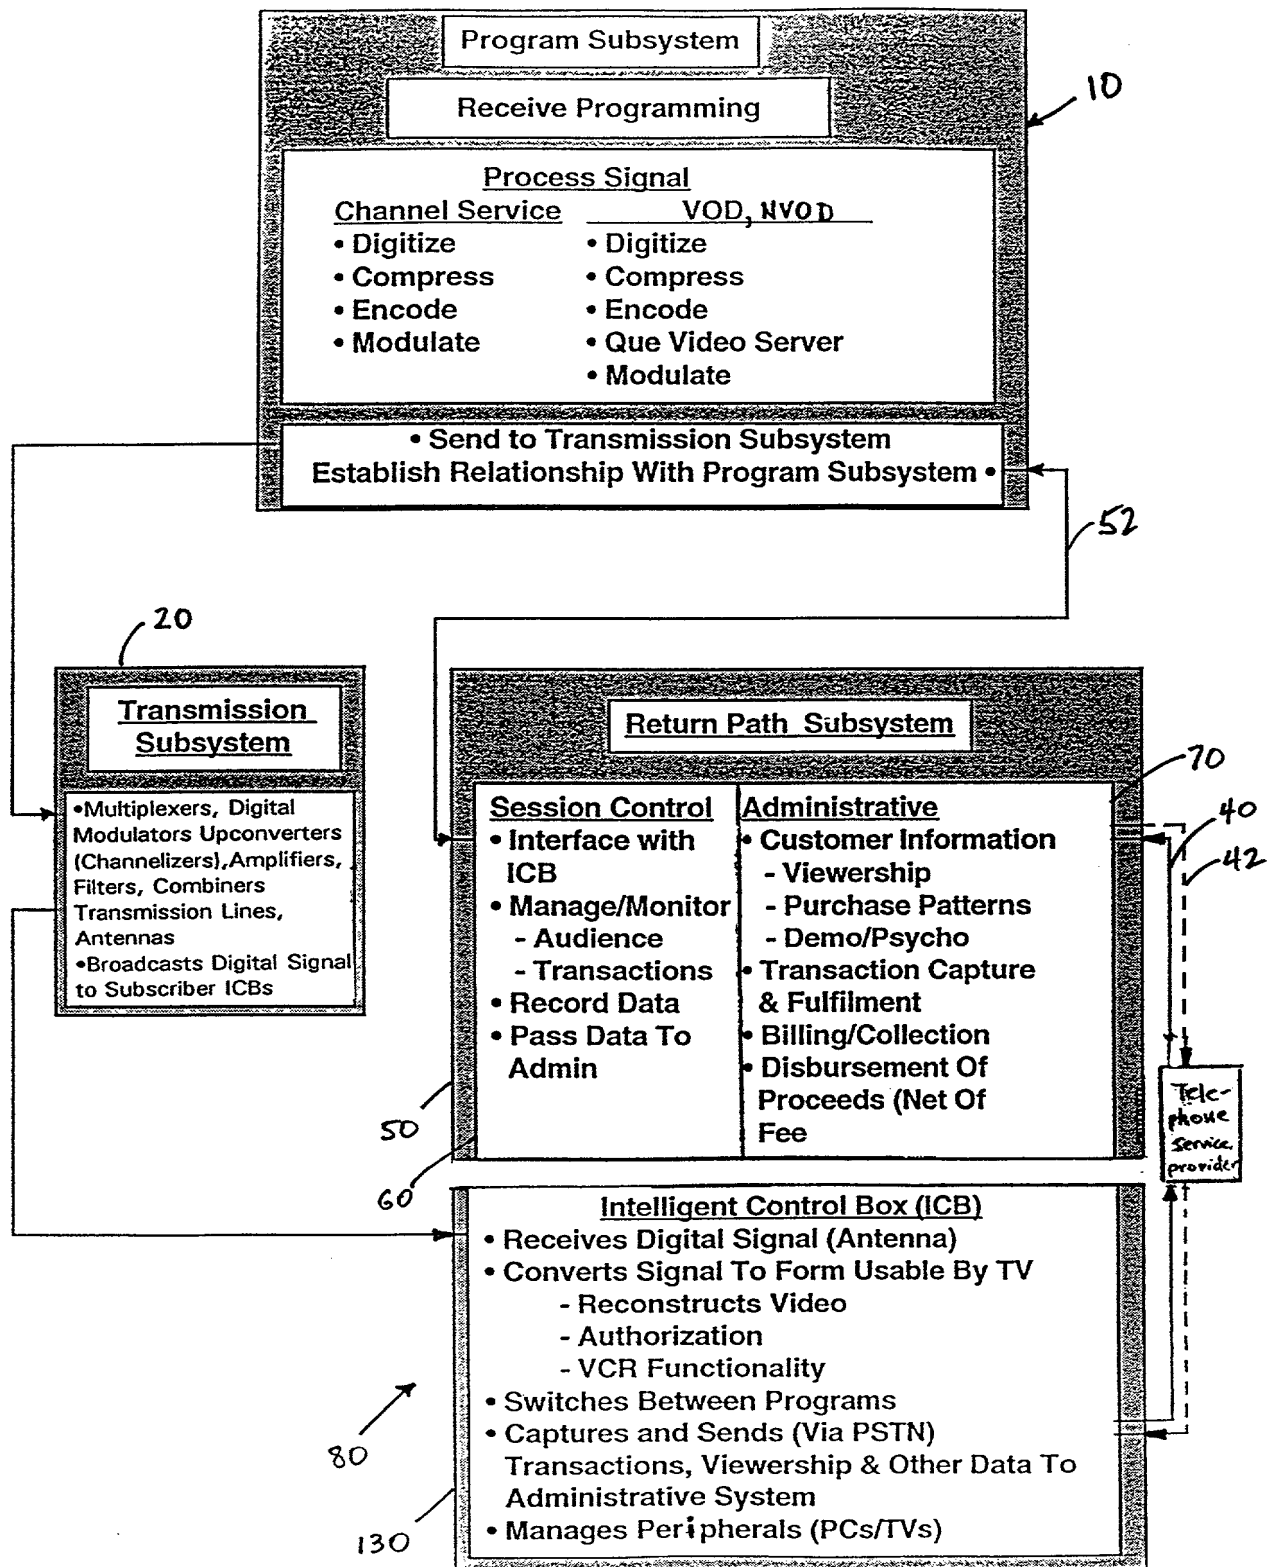 Program Subsystem
Receive Programming
10
Process Signal
Channel Service
• Digitize
• Compress
• Encode
• Modulate
VOD, NVOD
• Digitize
• Compress
• Encode
• Que Video Server
• Modulate
• Send to Transmission Subsystem
Establish Relationship With Program Subsystem •
52
20
Transmission
Subsystem
•Multiplexers, Digital
Modulators Upconverters
(Channelizers),Amplifiers,
Filters, Combiners
Transmission Lines,
Antennas
•Broadcasts Digital Signal
to Subscriber ICBs
Return Path Subsystem
70
40
42
Session Control
• Interface with
ICB
• Manage/Monitor
- Audience
- Transactions
• Record Data
• Pass Data To
Admin
Administrative
• Customer Information
- Viewership
- Purchase Patterns
- Demo/Psycho
• Transaction Capture
& Fulfilment
• Billing/Collection
• Disbursement Of
Proceeds (Net Of
Fee
50
60
Tele-
phone
service
provider
Intelligent Control Box (ICB)
• Receives Digital Signal (Antenna)
• Converts Signal To Form Usable By TV
- Reconstructs Video
- Authorization
- VCR Functionality
• Switches Between Programs
• Captures and Sends (Via PSTN)
Transactions, Viewership & Other Data To
Administrative System
• Manages Peripherals (PCs/TVs)
80
130